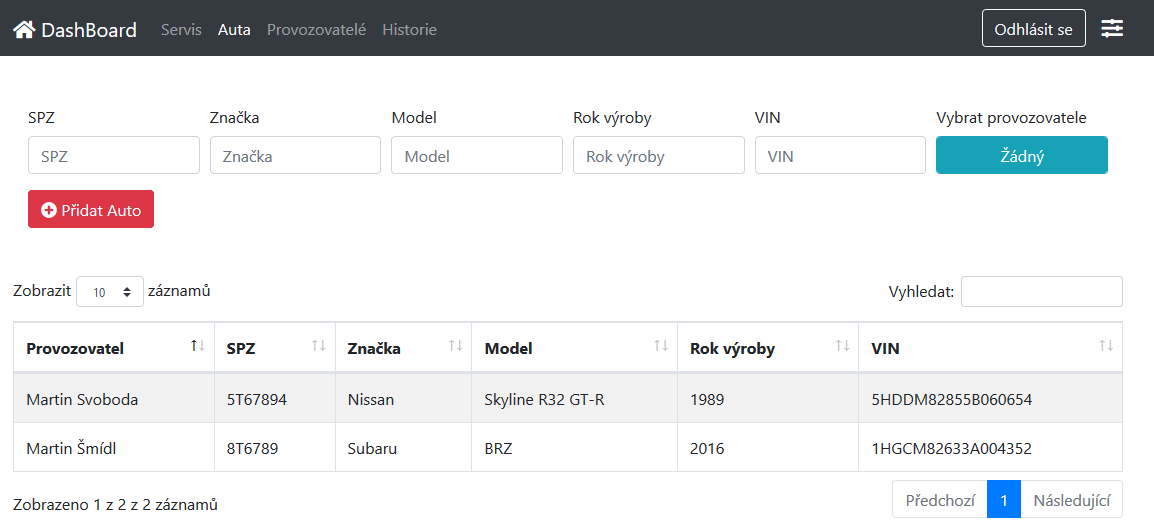 DashBoard Servis Auta Provozovatelé Historie Odhlásit se
SPZ Značka Model Rok výroby VIN Vybrat provozovatele
SPZ Značka Model Rok výroby VIN Žádný
Přidat Auto
Zobrazit 10 záznamů Vyhledat:
Provozovatel SPZ Značka Model Rok výroby VIN
Martin Svoboda 5T67894 Nissan Skyline R32 GT-R 1989 5HDDM82855B060654
Martin Šmídl 8T6789 Subaru BRZ 2016 1HGCM82633A004352
Zobrazeno 1 z 2 z 2 záznamů Předchozí 1 Následující